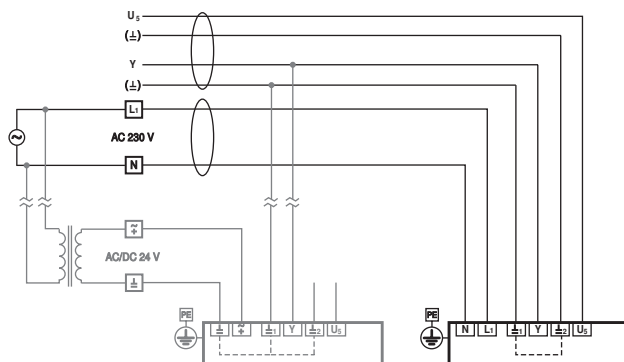 U5
(⊥)
Y
(⊥)
L1
AC 230 V
~
N
~
+
AC/DC 24 V
⊥
PE
⊥ ~+ ⊥1 Y ⊥2 U5
PE
N L1 ⊥1 Y ⊥2 U5